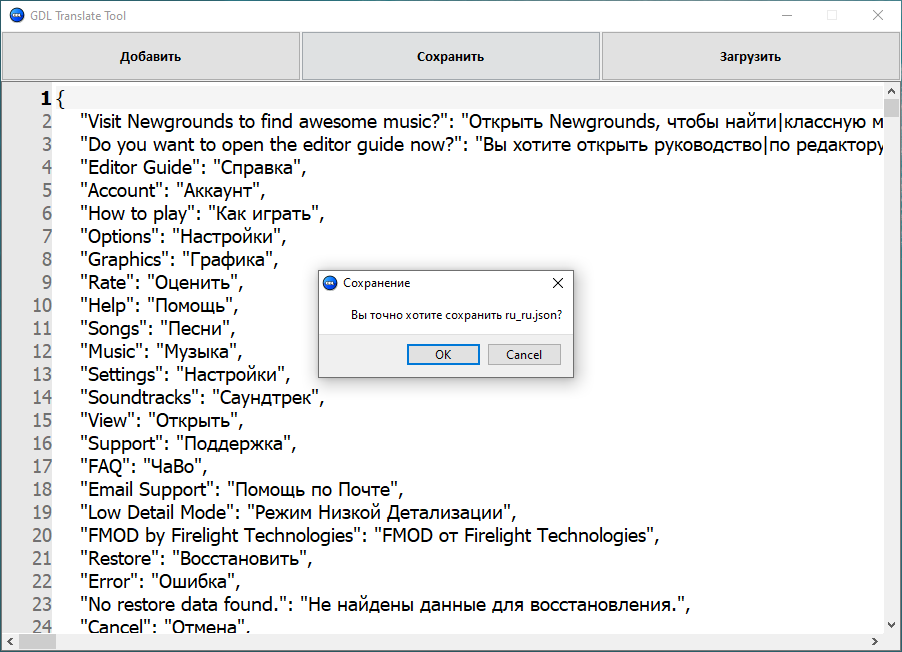 GDL Translate Tool
Добавить Сохранить Загрузить
1 {
2 "Visit Newgrounds to find awesome music?": "Открыть Newgrounds, чтобы найти|классную м
3 "Do you want to open the editor guide now?": "Вы хотите открыть руководство|по редактору
4 "Editor Guide": "Справка",
5 "Account": "Аккаунт",
6 "How to play": "Как играть",
7 "Options": "Настройки",
8 "Graphics": "Графика",
9 "Rate": "Оценить",
10 "Help": "Помощь",
11 "Songs": "Песни",
12 "Music": "Музыка",
13 "Settings": "Настройки",
14 "Soundtracks": "Саундтрек",
15 "View": "Открыть",
16 "Support": "Поддержка",
17 "FAQ": "ЧаВо",
18 "Email Support": "Помощь по Почте",
19 "Low Detail Mode": "Режим Низкой Детализации",
20 "FMOD by Firelight Technologies": "FMOD от Firelight Technologies",
21 "Restore": "Восстановить",
22 "Error": "Ошибка",
23 "No restore data found.": "Не найдены данные для восстановления.",
24 "Cancel": "Отмена",
Сохранение
Вы точно хотите сохранить ru_ru.json?
OK Cancel